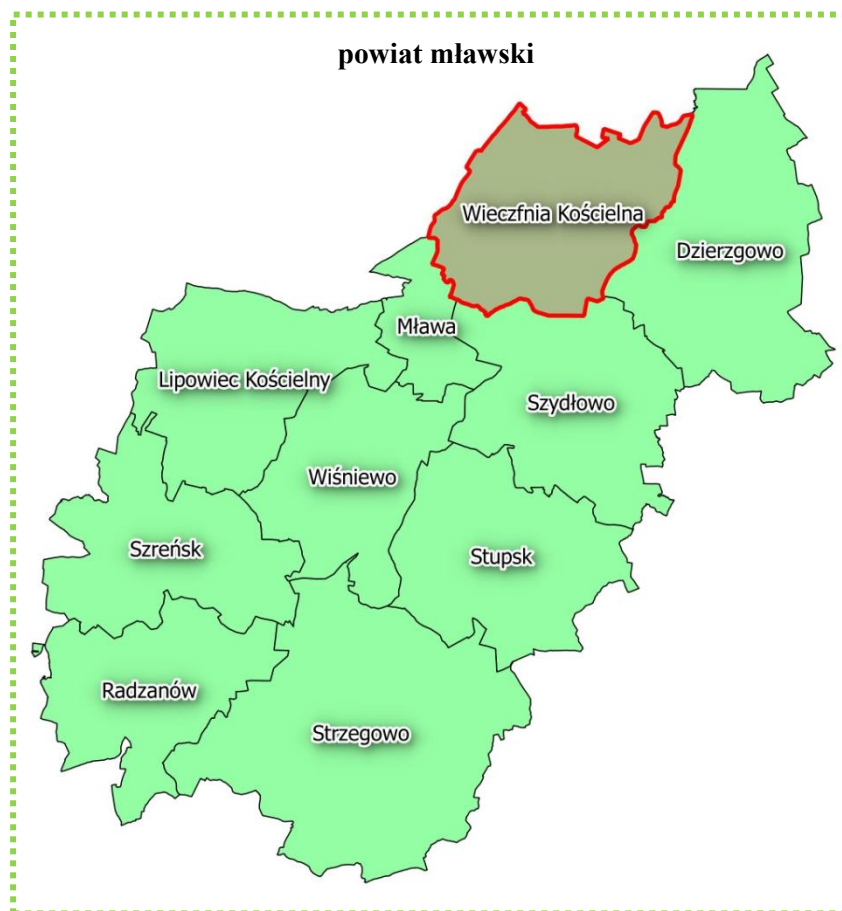 powiat mławski
Wieczfnia Kościelna
Dzierzgowo
Mława
Lipowiec Kościelny
Szydłowo
Wiśniewo
Szreńsk
Stupsk
Radzanów
Strzegowo